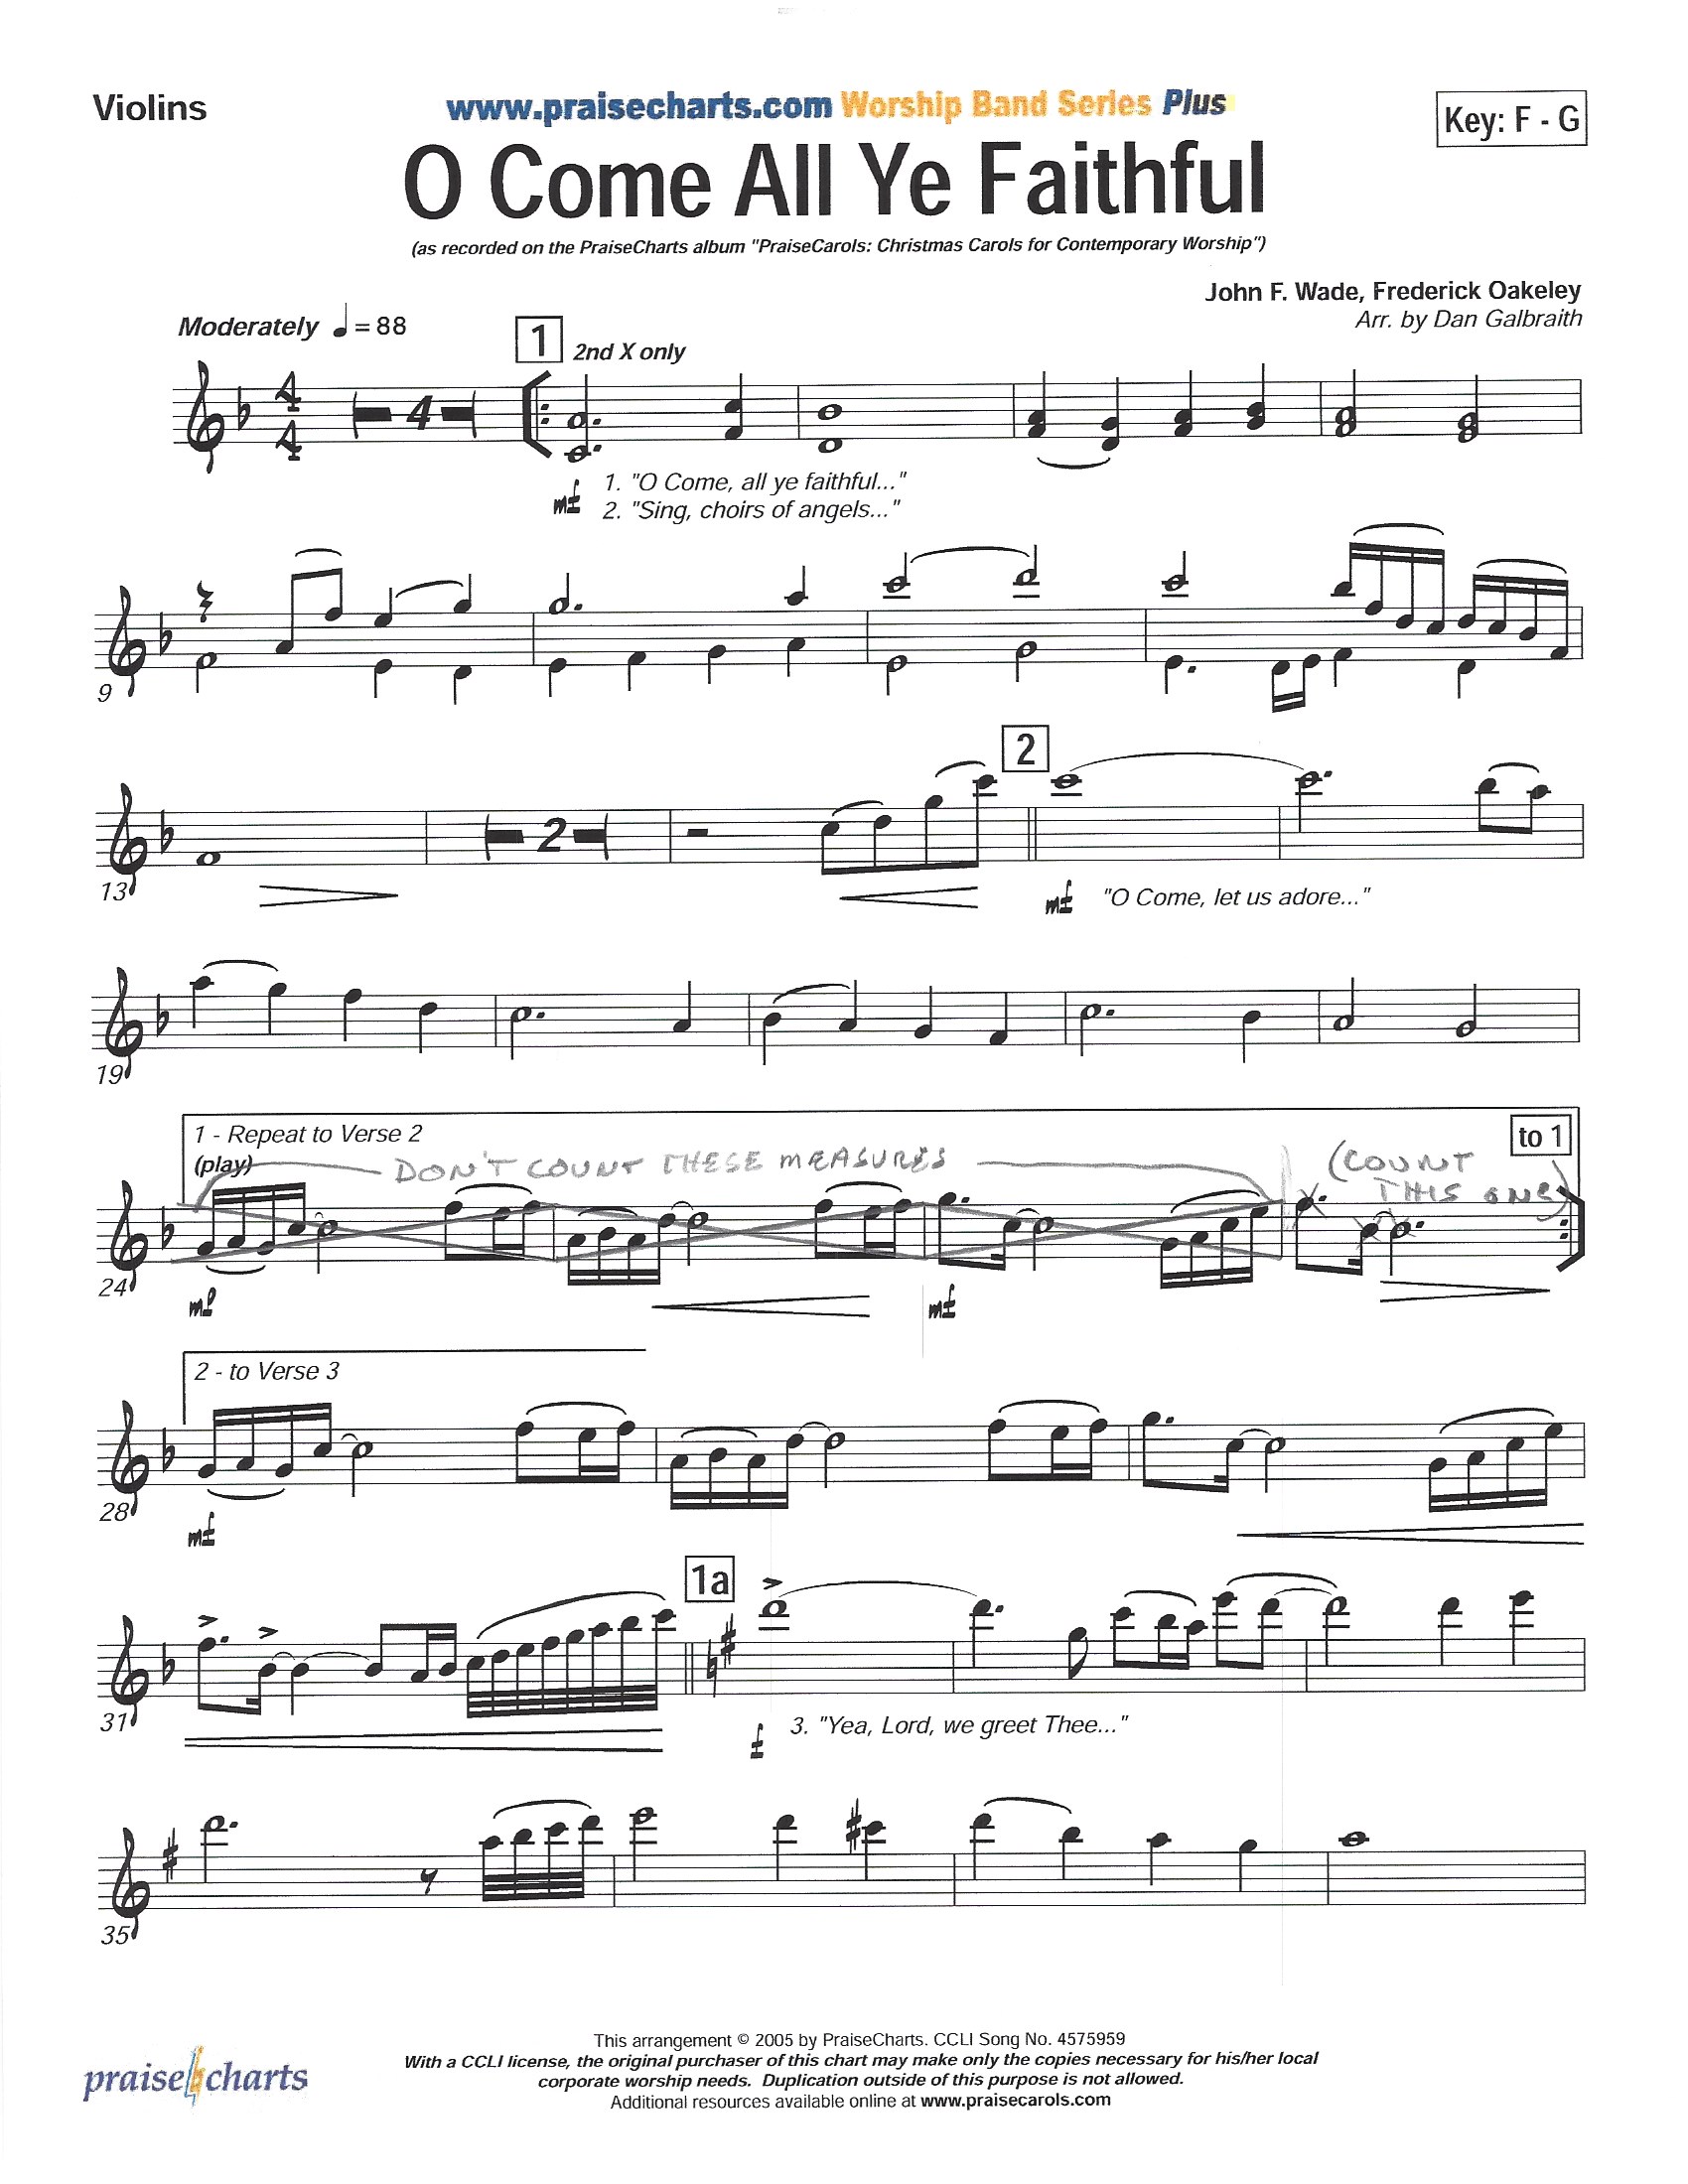 Violins
www.praisecharts.com Worship Band Series Plus
Key: F - G
O Come All Ye Faithful
(as recorded on the PraiseCharts album "PraiseCarols: Christmas Carols for Contemporary Worship")
John F. Wade, Frederick Oakeley
Arr. by Dan Galbraith
Moderately ♩ = 88
1
2nd X only
4
4
4
mf
1. "O Come, all ye faithful..."
2. "Sing, choirs of angels..."
9
2
2
13
mf
"O Come, let us adore..."
19
1 - Repeat to Verse 2
to 1
(play)
DON'T COUNT THESE MEASURES
(COUNT
THIS ONE)
24
mp
mf
2 - to Verse 3
28
mf
1a
31
f
3. "Yea, Lord, we greet Thee..."
35
praisecharts
This arrangement © 2005 by PraiseCharts. CCLI Song No. 4575959
With a CCLI license, the original purchaser of this chart may make only the copies necessary for his/her local
corporate worship needs. Duplication outside of this purpose is not allowed.
Additional resources available online at www.praisecarols.com